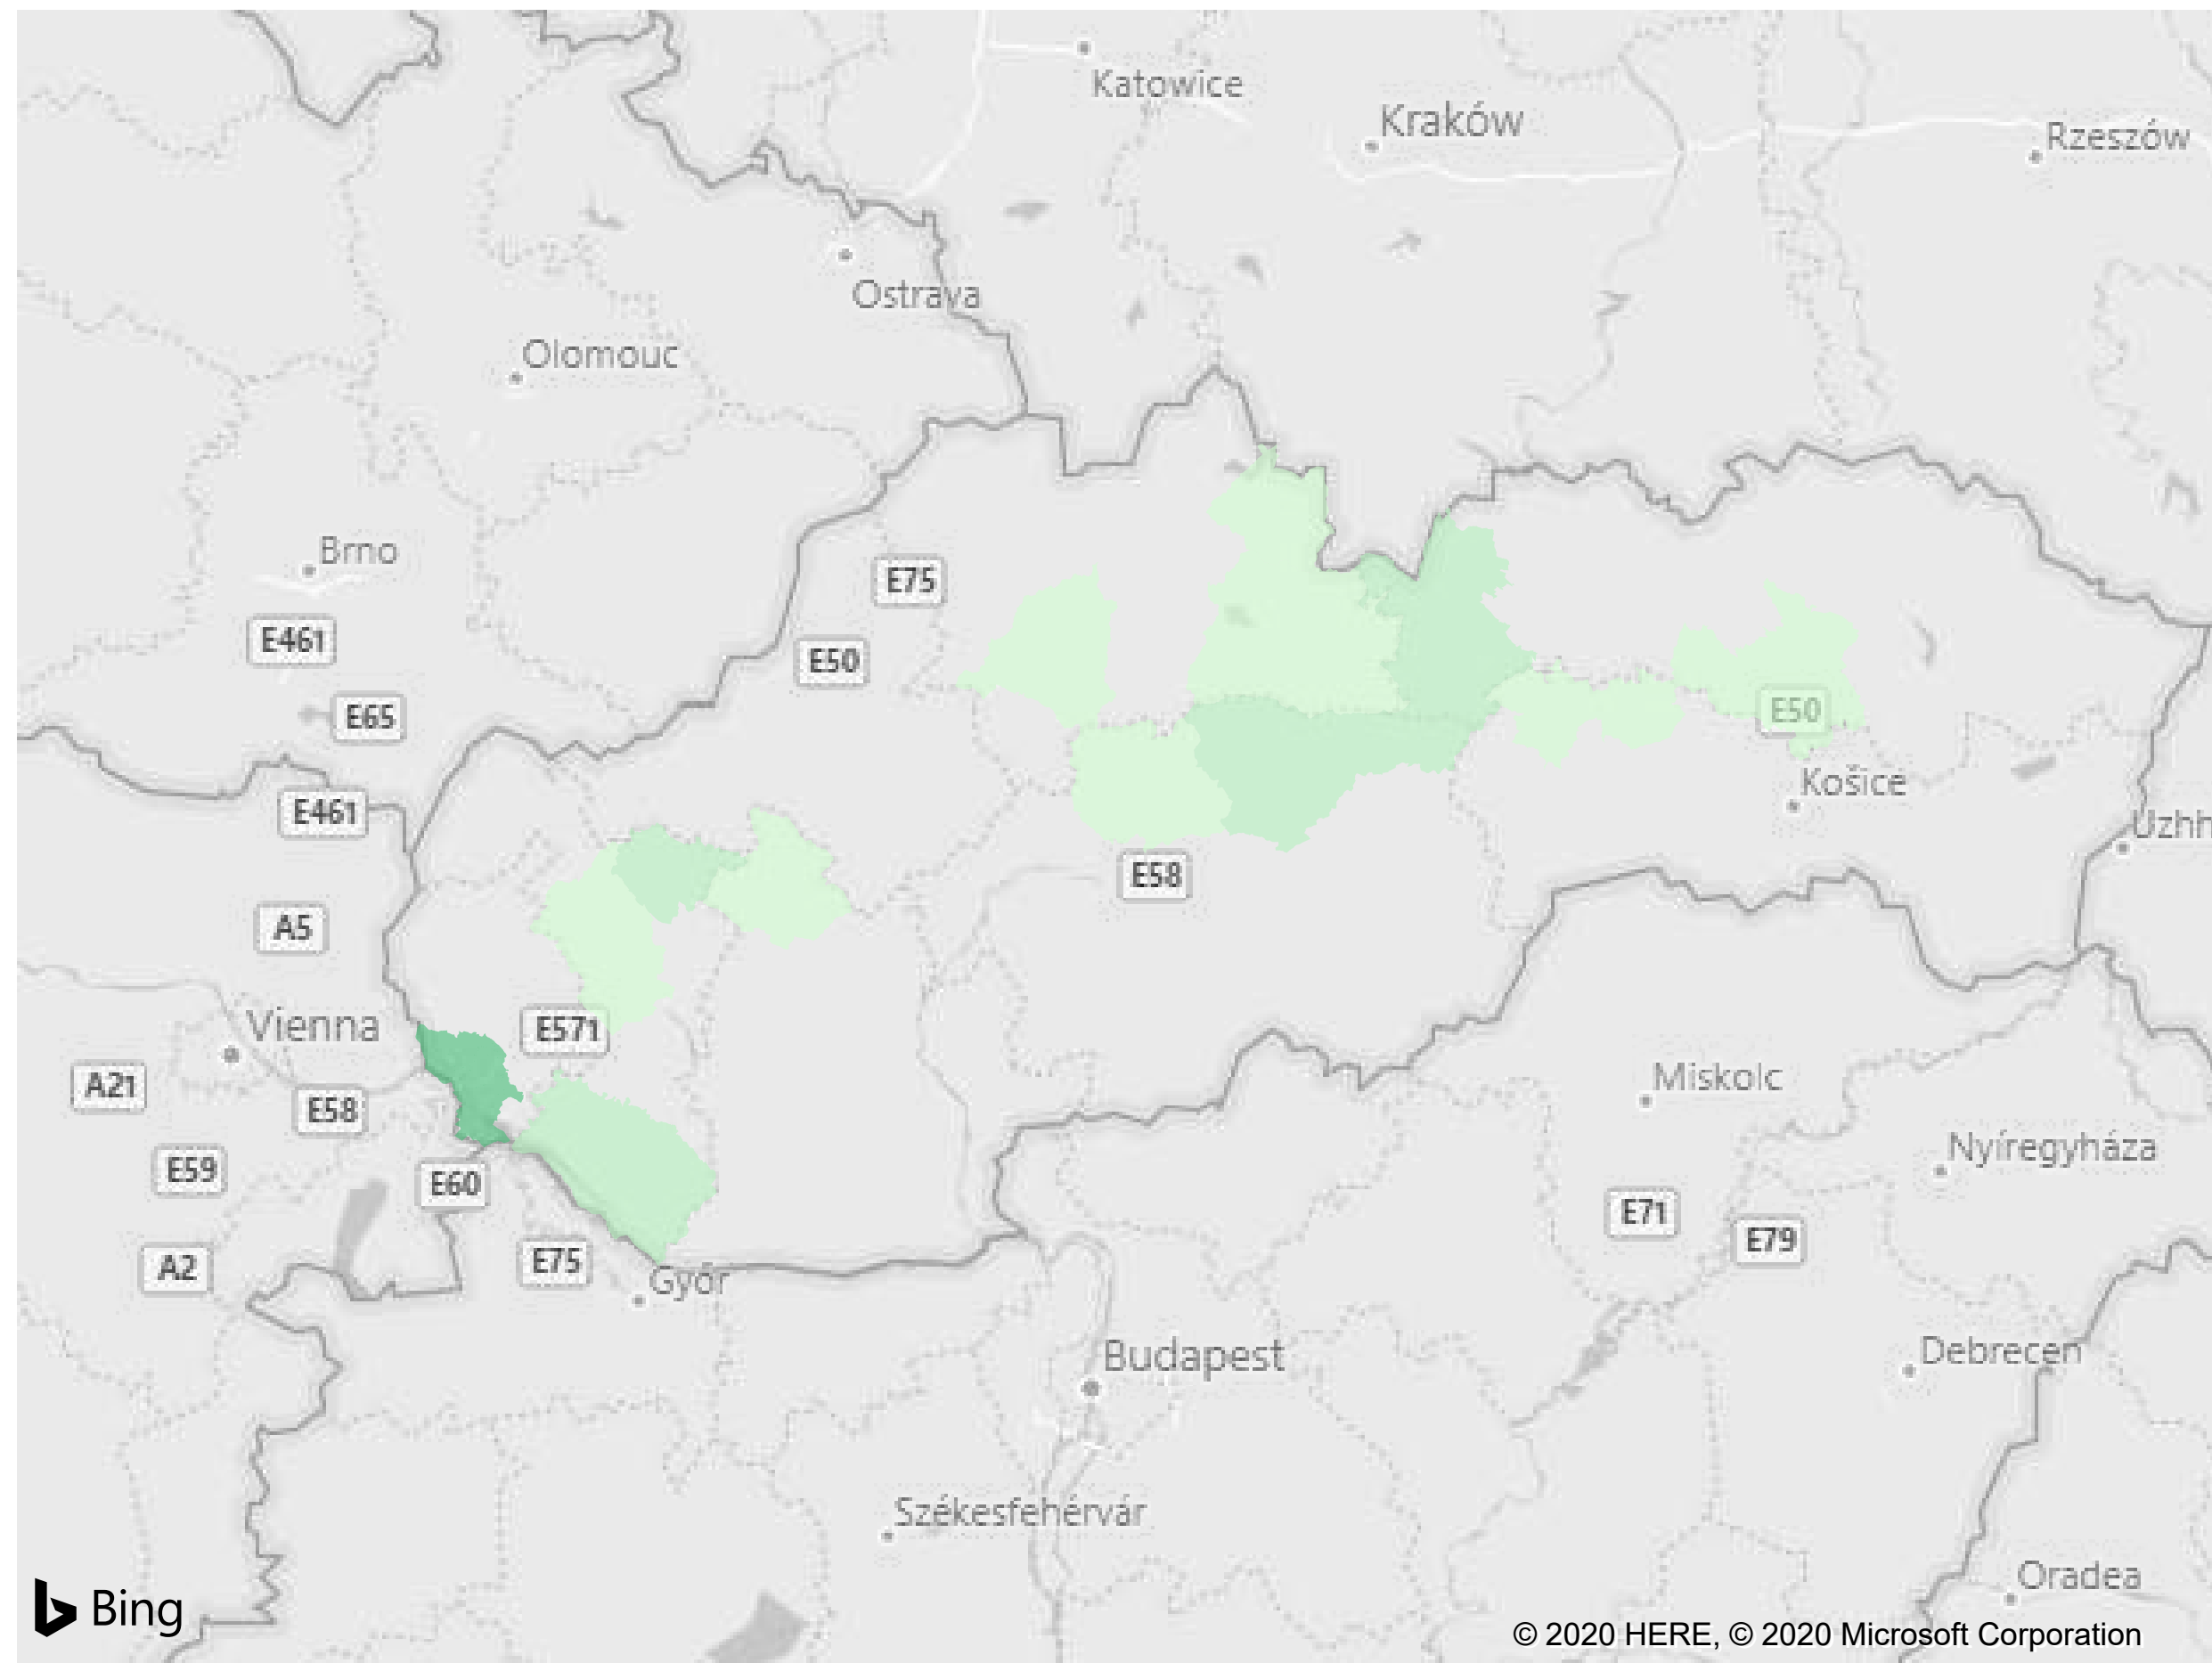 Katowice
Kraków
Rzeszów
Ostrava
Olomouc
Brno
E75
E461
E50
E65
E50
Košice
E461
Uzhh
E58
A5
Vienna
E571
A21
Miskolc
E58
Nyíregyháza
E59
E60
E71
E79
A2
E75
Győr
Budapest
Debrecen
Székesfehérvár
Oradea
Bing
© 2020 HERE, © 2020 Microsoft Corporation